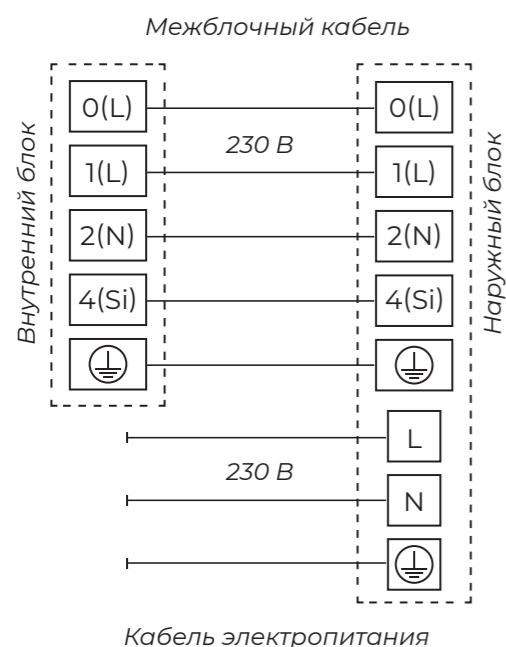 Межблочный кабель
Внутренний блок
Наружный блок
0(L) 0(L)
230 В
1(L) 1(L)
2(N) 2(N)
4(Si) 4(Si)
L
230 В
N
Кабель электропитания